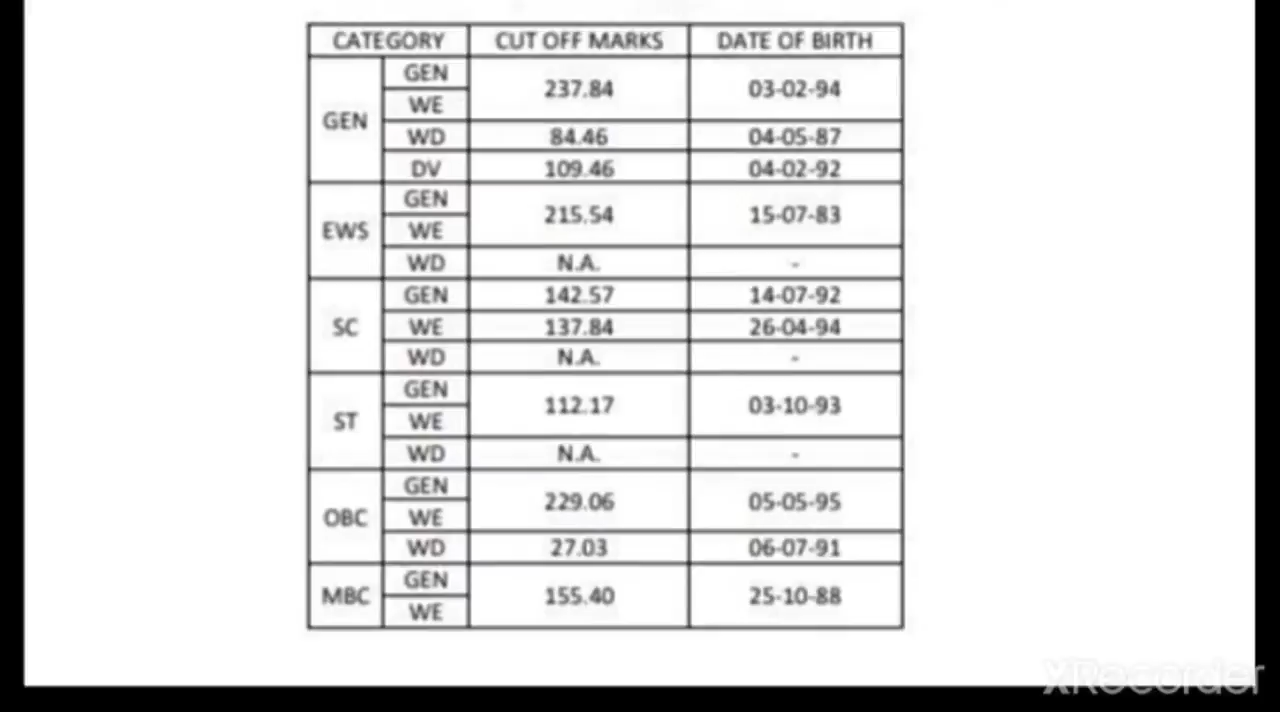 CATEGORY CUT OFF MARKS DATE OF BIRTH
GEN GEN 237.84 03-02-94
WE
WD 84.46 04-05-87
DV 109.46 04-02-92
EWS GEN 215.54 15-07-83
WE
WD N.A. -
SC GEN 142.57 14-07-92
WE 137.84 26-04-94
WD N.A. -
ST GEN 112.17 03-10-93
WE
WD N.A. -
OBC GEN 229.06 05-05-95
WE
WD 27.03 06-07-91
MBC GEN 155.40 25-10-88
WE
XRecorder